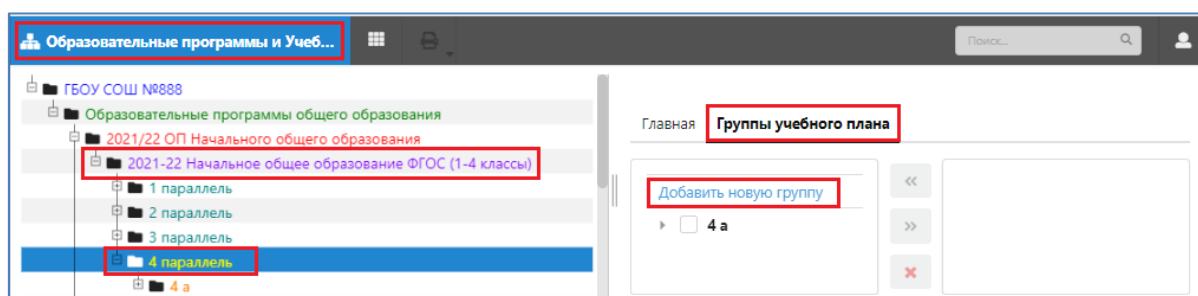 Образовательные программы и Учеб...
Поиск...
ГБОУ СОШ №888
Образовательные программы общего образования
2021/22 ОП Начального общего образования
2021-22 Начальное общее образование ФГОС (1-4 классы)
1 параллель
2 параллель
3 параллель
4 параллель
4 а
Главная Группы учебного плана
Добавить новую группу
4 а